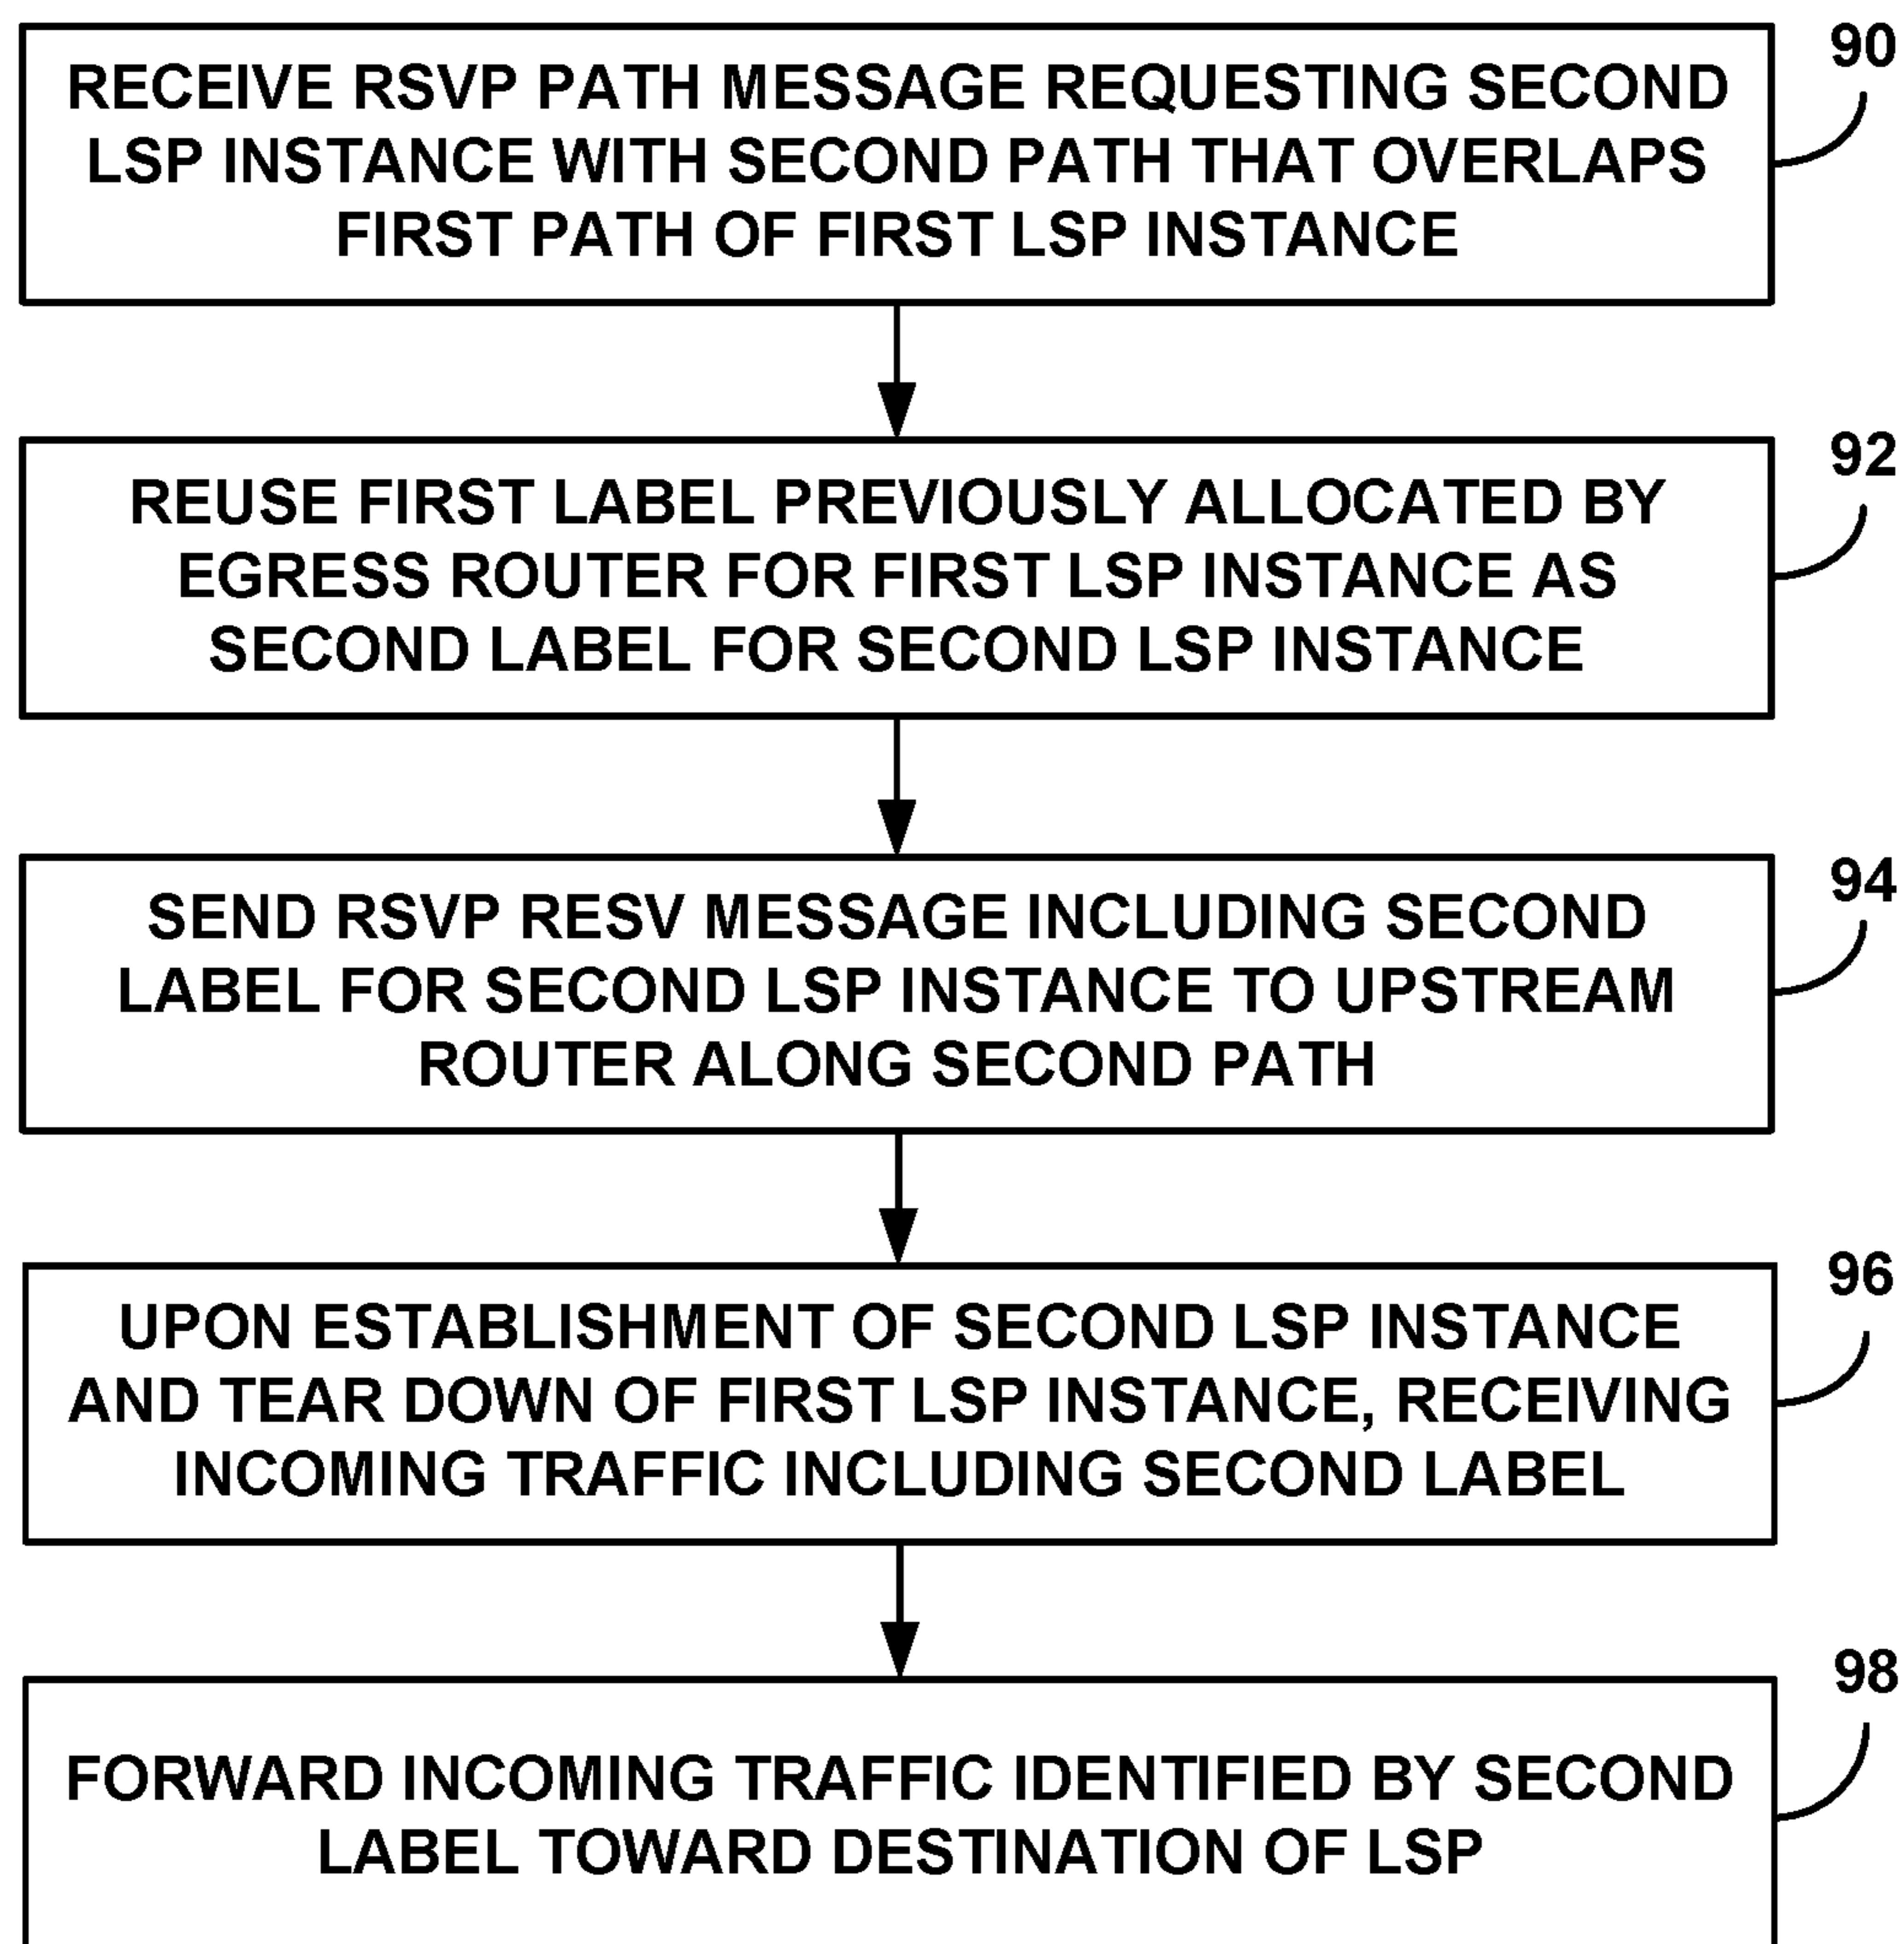 90
RECEIVE RSVP PATH MESSAGE REQUESTING SECOND
LSP INSTANCE WITH SECOND PATH THAT OVERLAPS
FIRST PATH OF FIRST LSP INSTANCE
92
REUSE FIRST LABEL PREVIOUSLY ALLOCATED BY
EGRESS ROUTER FOR FIRST LSP INSTANCE AS
SECOND LABEL FOR SECOND LSP INSTANCE
94
SEND RSVP RESV MESSAGE INCLUDING SECOND
LABEL FOR SECOND LSP INSTANCE TO UPSTREAM
ROUTER ALONG SECOND PATH
96
UPON ESTABLISHMENT OF SECOND LSP INSTANCE
AND TEAR DOWN OF FIRST LSP INSTANCE, RECEIVING
INCOMING TRAFFIC INCLUDING SECOND LABEL
98
FORWARD INCOMING TRAFFIC IDENTIFIED BY SECOND
LABEL TOWARD DESTINATION OF LSP